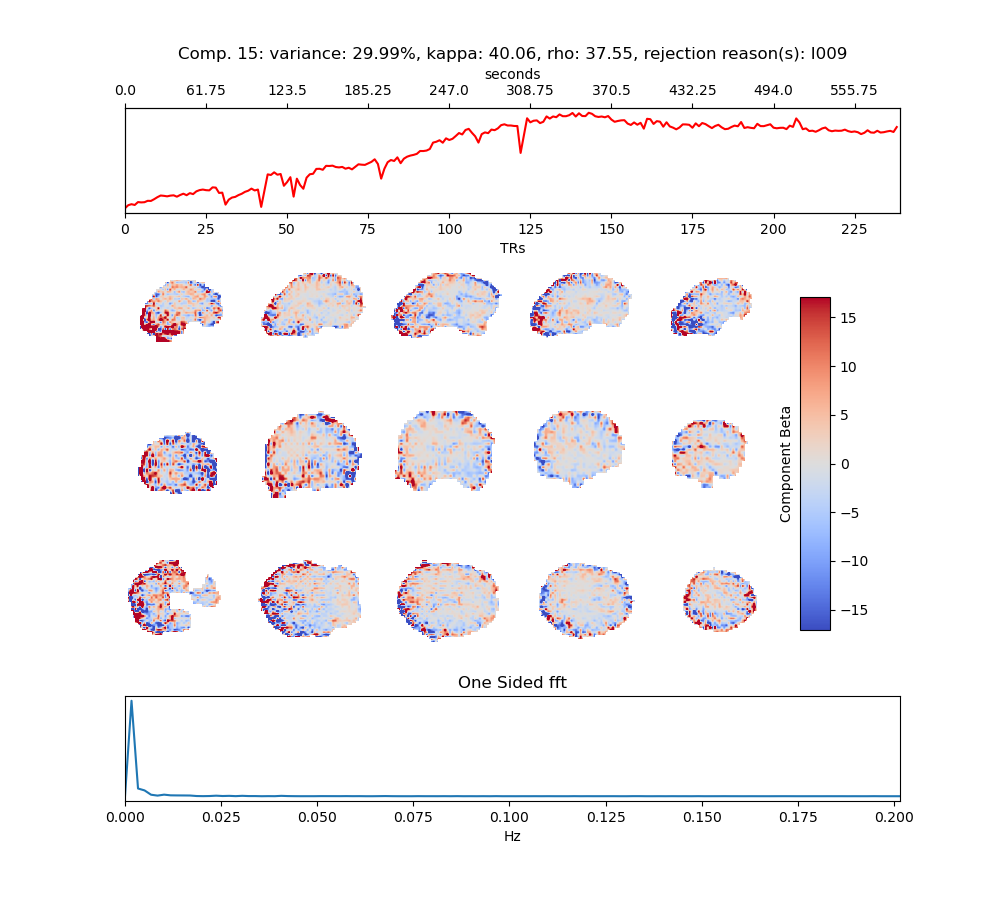 Comp. 15: variance: 29.99%, kappa: 40.06, rho: 37.55, rejection reason(s): I009
seconds
0.0 61.75 123.5 185.25 247.0 308.75 370.5 432.25 494.0 555.75
0 25 50 75 100 125 150 175 200 225
TRs
15
10
5
0
−5
−10
−15
Component Beta
One Sided fft
0.000 0.025 0.050 0.075 0.100 0.125 0.150 0.175 0.200
Hz